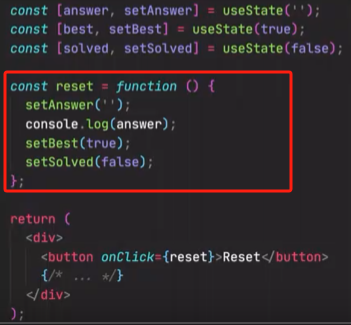 const [answer, setAnswer] = useState('');
const [best, setBest] = useState(true);
const [solved, setSolved] = useState(false);
const reset = function () {
setAnswer('');
console.log(answer);
setBest(true);
setSolved(false);
};
return (
<div>
<button onClick={reset}>Reset</button>
{/* ... */}
</div>
);